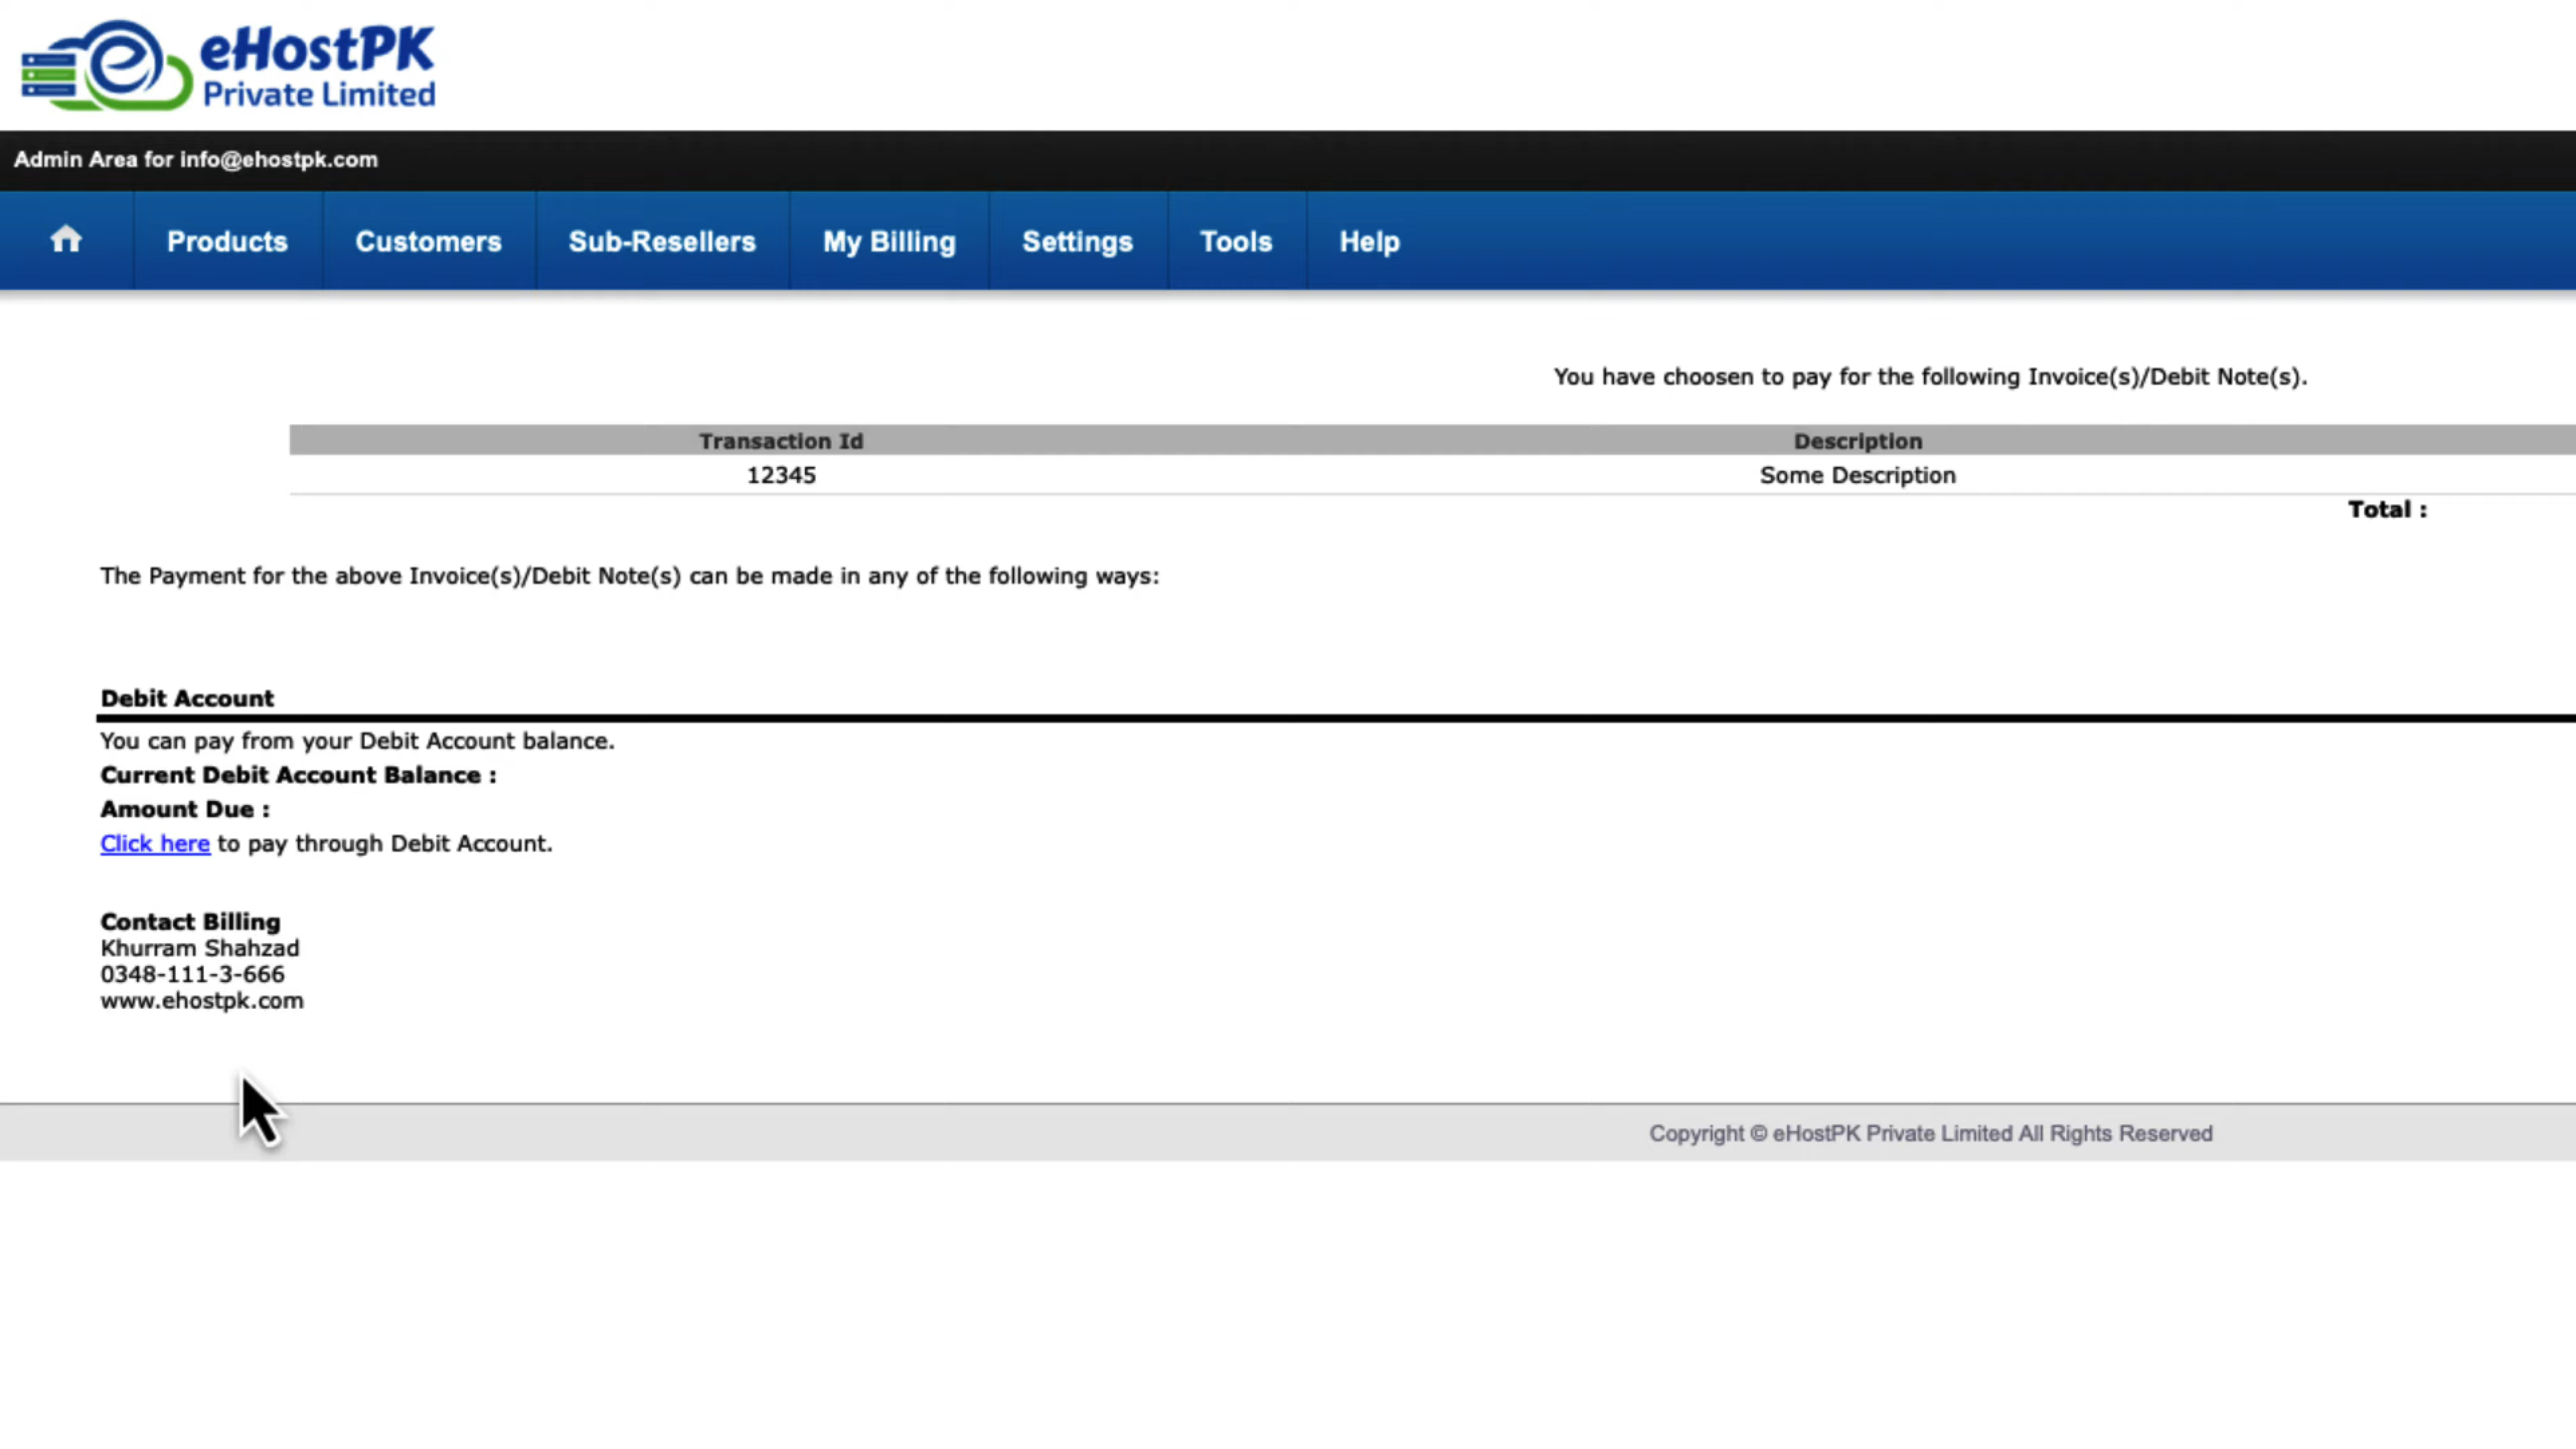 eHostPK
Private Limited
Admin Area for info@ehostpk.com
Products Customers Sub-Resellers My Billing Settings Tools Help
You have choosen to pay for the following Invoice(s)/Debit Note(s).
Transaction Id Description
12345 Some Description
Total :
The Payment for the above Invoice(s)/Debit Note(s) can be made in any of the following ways:
Debit Account
You can pay from your Debit Account balance.
Current Debit Account Balance :
Amount Due :
Click here to pay through Debit Account.
Contact Billing
Khurram Shahzad
0348-111-3-666
www.ehostpk.com
Copyright © eHostPK Private Limited All Rights Reserved